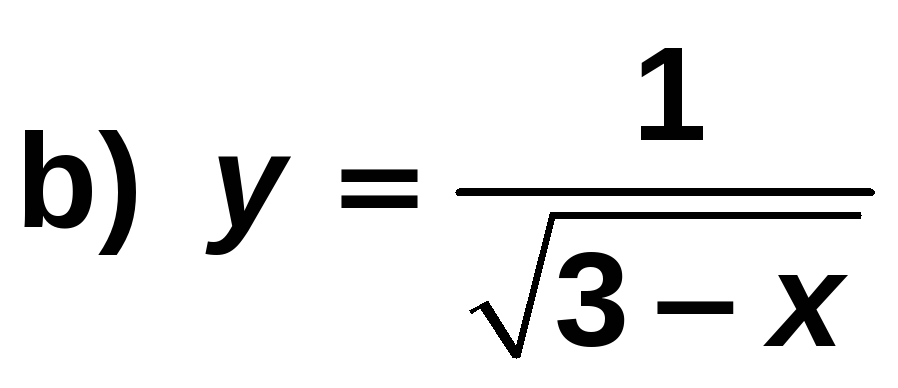 b) y = 1/√(3 – x)